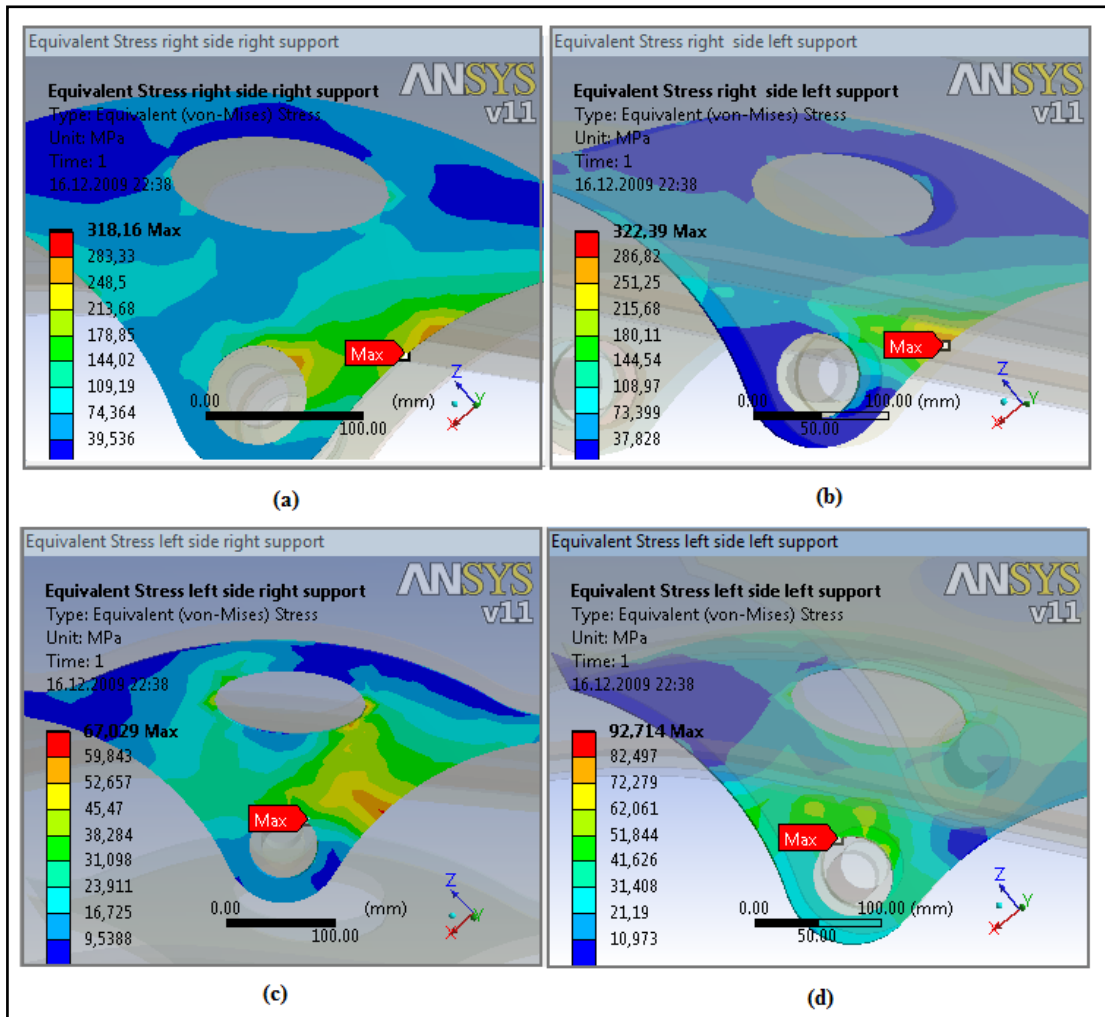 Equivalent Stress right side right support
ANSYS
v11
Equivalent Stress right side right support
Type: Equivalent (von-Mises) Stress
Unit: MPa
Time: 1
16.12.2009 22:38
318,16 Max
283,33
248,5
213,68
178,85
144,02
109,19
74,364
39,536
Max
0.00
(mm)
100.00
Z
Y
X
(a)
Equivalent Stress right side left support
ANSYS
v11
Equivalent Stress right side left support
Type: Equivalent (von-Mises) Stress
Unit: MPa
Time: 1
16.12.2009 22:38
322,39 Max
286,82
251,25
215,68
180,11
144,54
108,97
73,399
37,828
Max
0.00
100.00 (mm)
50.00
Z
Y
X
(b)
Equivalent Stress left side right support
ANSYS
v11
Equivalent Stress left side right support
Type: Equivalent (von-Mises) Stress
Unit: MPa
Time: 1
16.12.2009 22:38
67,029 Max
59,843
52,657
45,47
38,284
31,098
23,911
16,725
9,5388
Max
0.00
(mm)
100.00
Z
Y
X
(c)
Equivalent Stress left side left support
ANSYS
v11
Equivalent Stress left side left support
Type: Equivalent (von-Mises) Stress
Unit: MPa
Time: 1
16.12.2009 22:38
92,714 Max
82,497
72,279
62,061
51,844
41,626
31,408
21,19
10,973
Max
0.00
100.00 (mm)
50.00
Z
Y
X
(d)